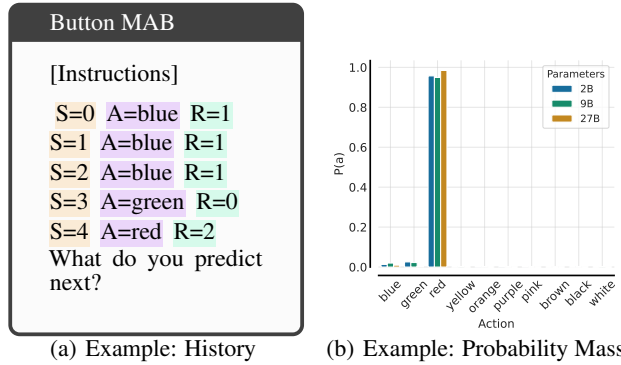 Button MAB
[Instructions]
S=0 A=blue R=1
S=1 A=blue R=1
S=2 A=blue R=1
S=3 A=green R=0
S=4 A=red R=2
What do you predict
next?
(a) Example: History
1.0
0.8
0.6
0.4
0.2
0.0
P(a)
Parameters
2B
9B
27B
blue
green
red
yellow
orange
purple
pink
brown
black
white
Action
(b) Example: Probability Mass